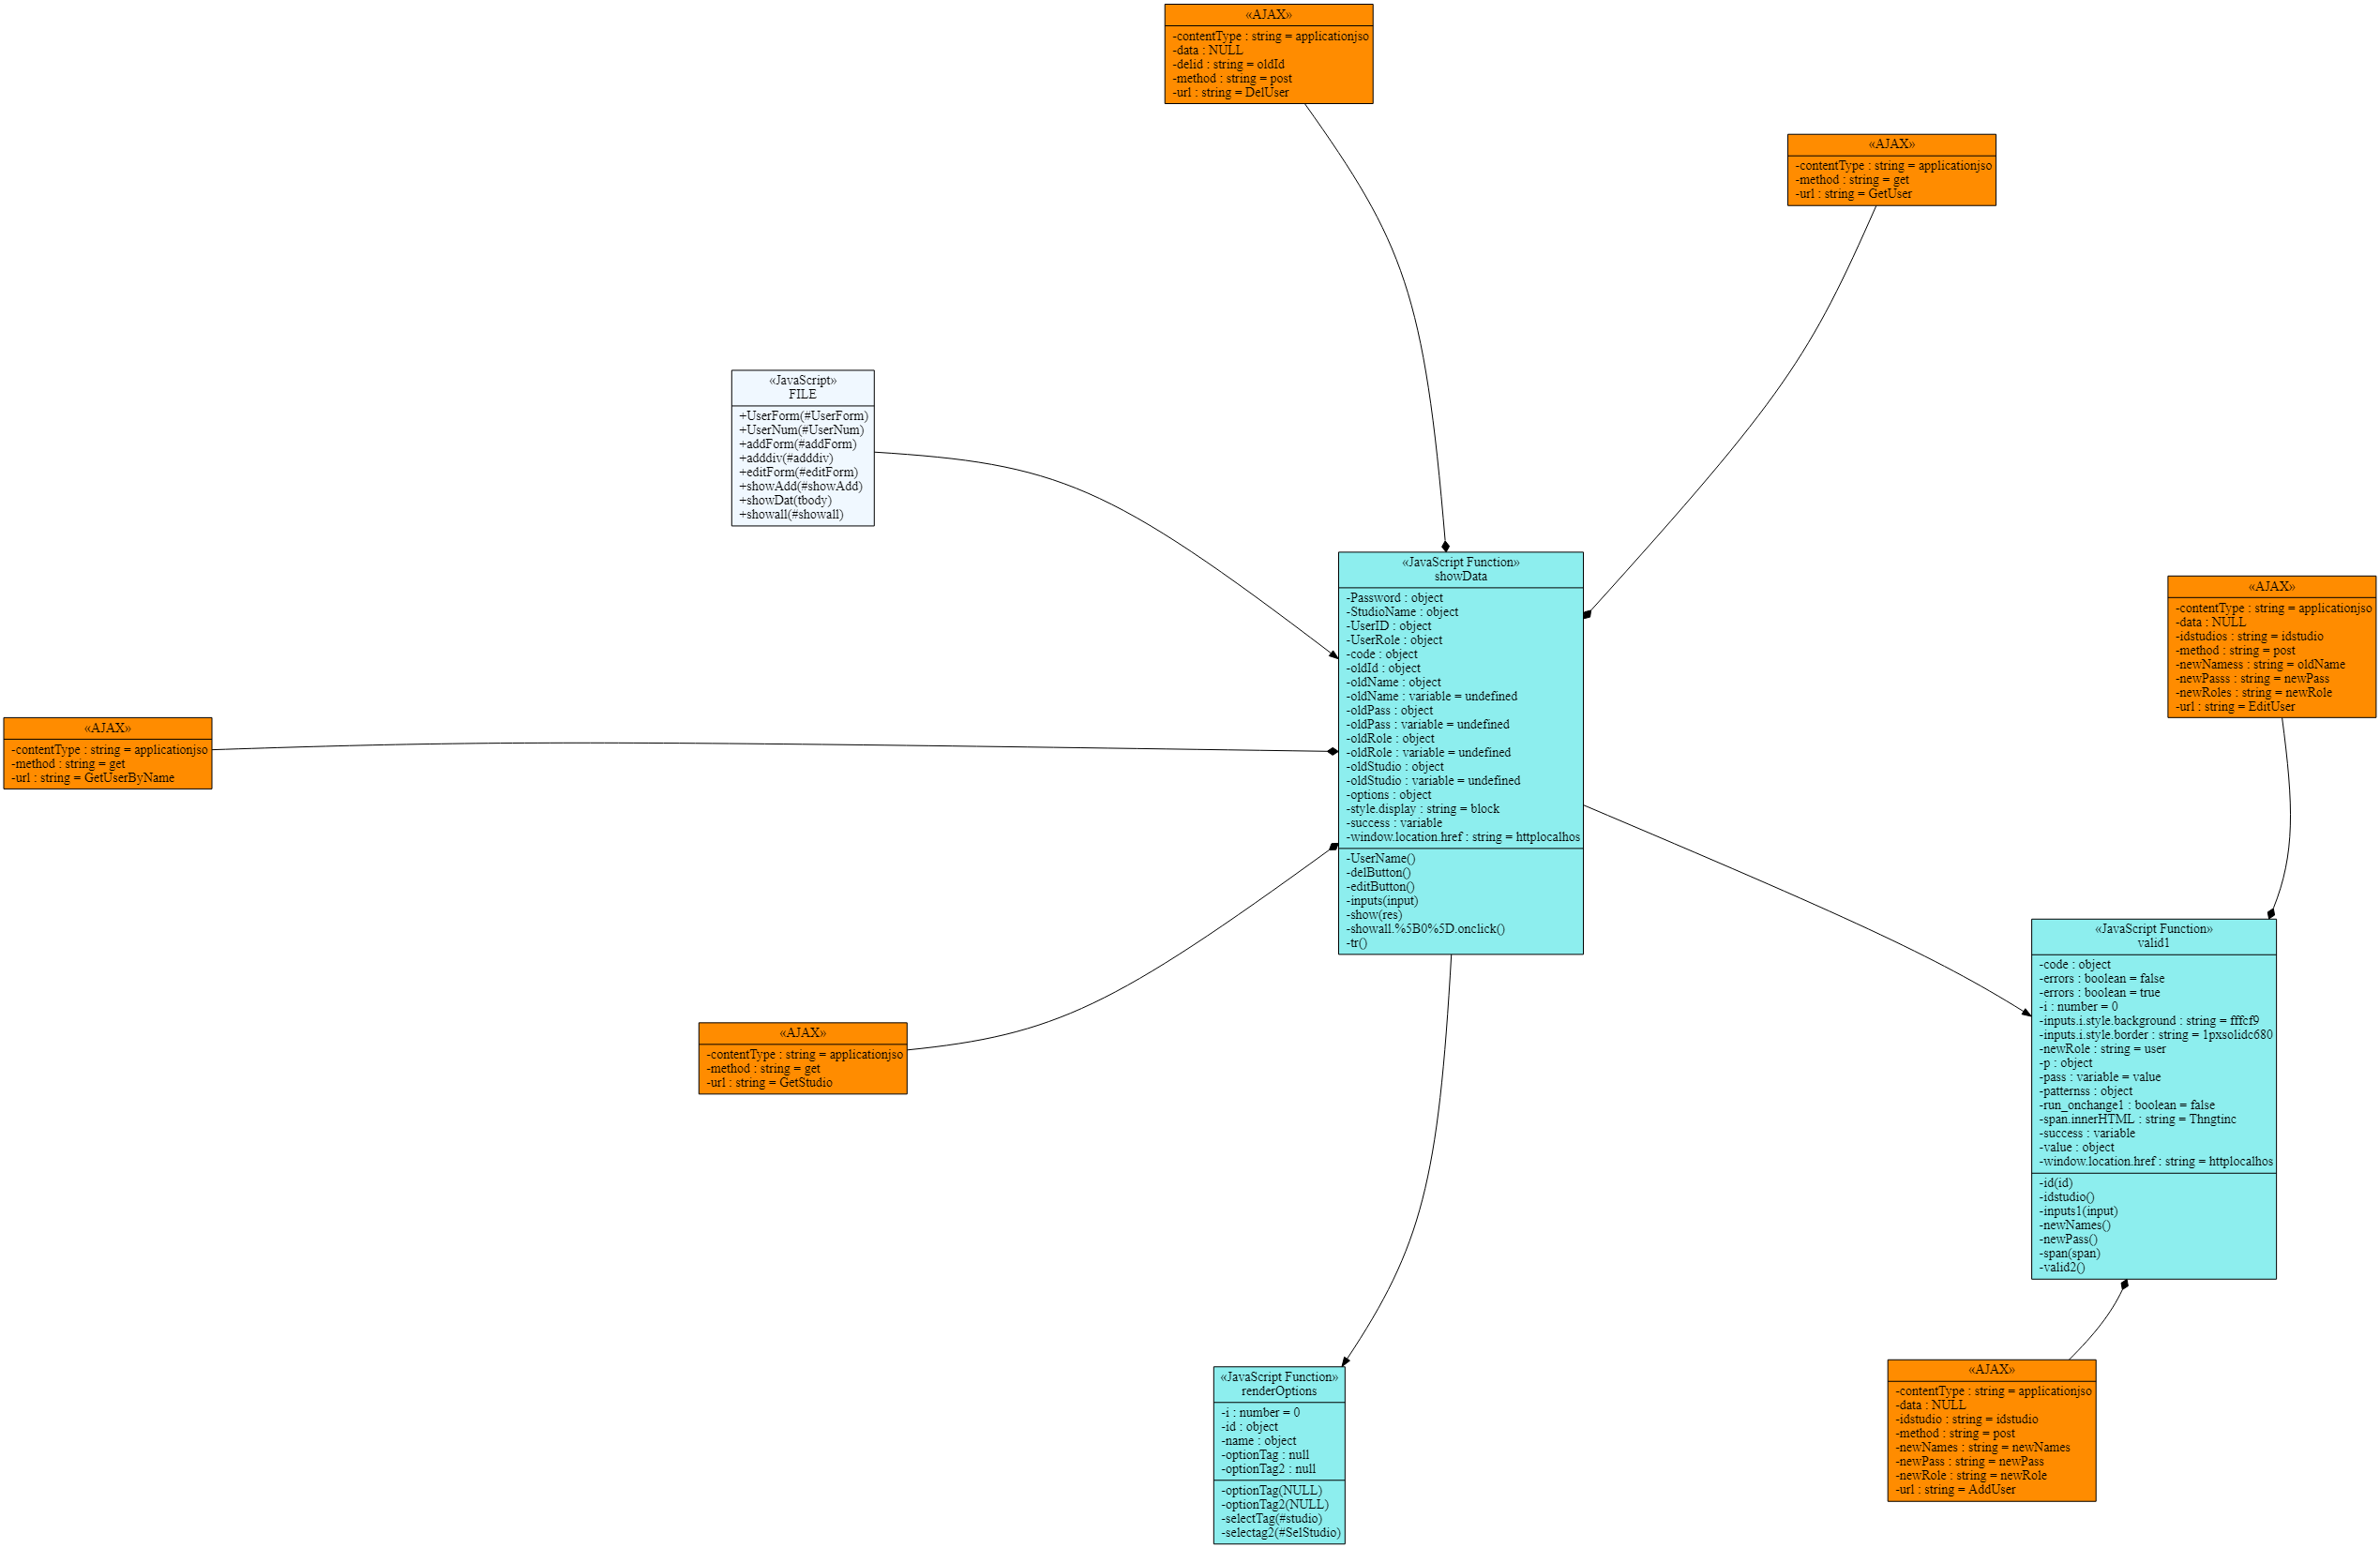 «AJAX»
-contentType : string = applicationjso
-data : NULL
-delid : string = oldId
-method : string = post
-url : string = DelUser
«AJAX»
-contentType : string = applicationjso
-method : string = get
-url : string = GetUser
«JavaScript»
FILE
+UserForm(#UserForm)
+UserNum(#UserNum)
+addForm(#addForm)
+adddiv(#adddiv)
+editForm(#editForm)
+showAdd(#showAdd)
+showDat(tbody)
+showall(#showall)
«JavaScript Function»
showData
-Password : object
-StudioName : object
-UserID : object
-UserRole : object
-code : object
-oldId : object
-oldName : object
-oldName : variable = undefined
-oldPass : object
-oldPass : variable = undefined
-oldRole : object
-oldRole : variable = undefined
-oldStudio : object
-oldStudio : variable = undefined
-options : object
-style.display : string = block
-success : variable
-window.location.href : string = httplocalhos
-UserName()
-delButton()
-editButton()
-inputs(input)
-show(res)
-showall.%5B0%5D.onclick()
-tr()
«AJAX»
-contentType : string = applicationjso
-data : NULL
-idstudios : string = idstudio
-method : string = post
-newNamess : string = oldName
-newPasss : string = newPass
-newRoles : string = newRole
-url : string = EditUser
«AJAX»
-contentType : string = applicationjso
-method : string = get
-url : string = GetUserByName
«JavaScript Function»
valid1
-code : object
-errors : boolean = false
-errors : boolean = true
-i : number = 0
-inputs.i.style.background : string = fffcf9
-inputs.i.style.border : string = 1pxsolidc680
-newRole : string = user
-p : object
-pass : variable = value
-patternss : object
-run_onchange1 : boolean = false
-span.innerHTML : string = Thngtinc
-success : variable
-value : object
-window.location.href : string = httplocalhos
-id(id)
-idstudio()
-inputs1(input)
-newNames()
-newPass()
-span(span)
-valid2()
«AJAX»
-contentType : string = applicationjso
-method : string = get
-url : string = GetStudio
«JavaScript Function»
renderOptions
-i : number = 0
-id : object
-name : object
-optionTag : null
-optionTag2 : null
-optionTag(NULL)
-optionTag2(NULL)
-selectTag(#studio)
-selectag2(#SelStudio)
«AJAX»
-contentType : string = applicationjso
-data : NULL
-idstudio : string = idstudio
-method : string = post
-newNames : string = newNames
-newPass : string = newPass
-newRole : string = newRole
-url : string = AddUser